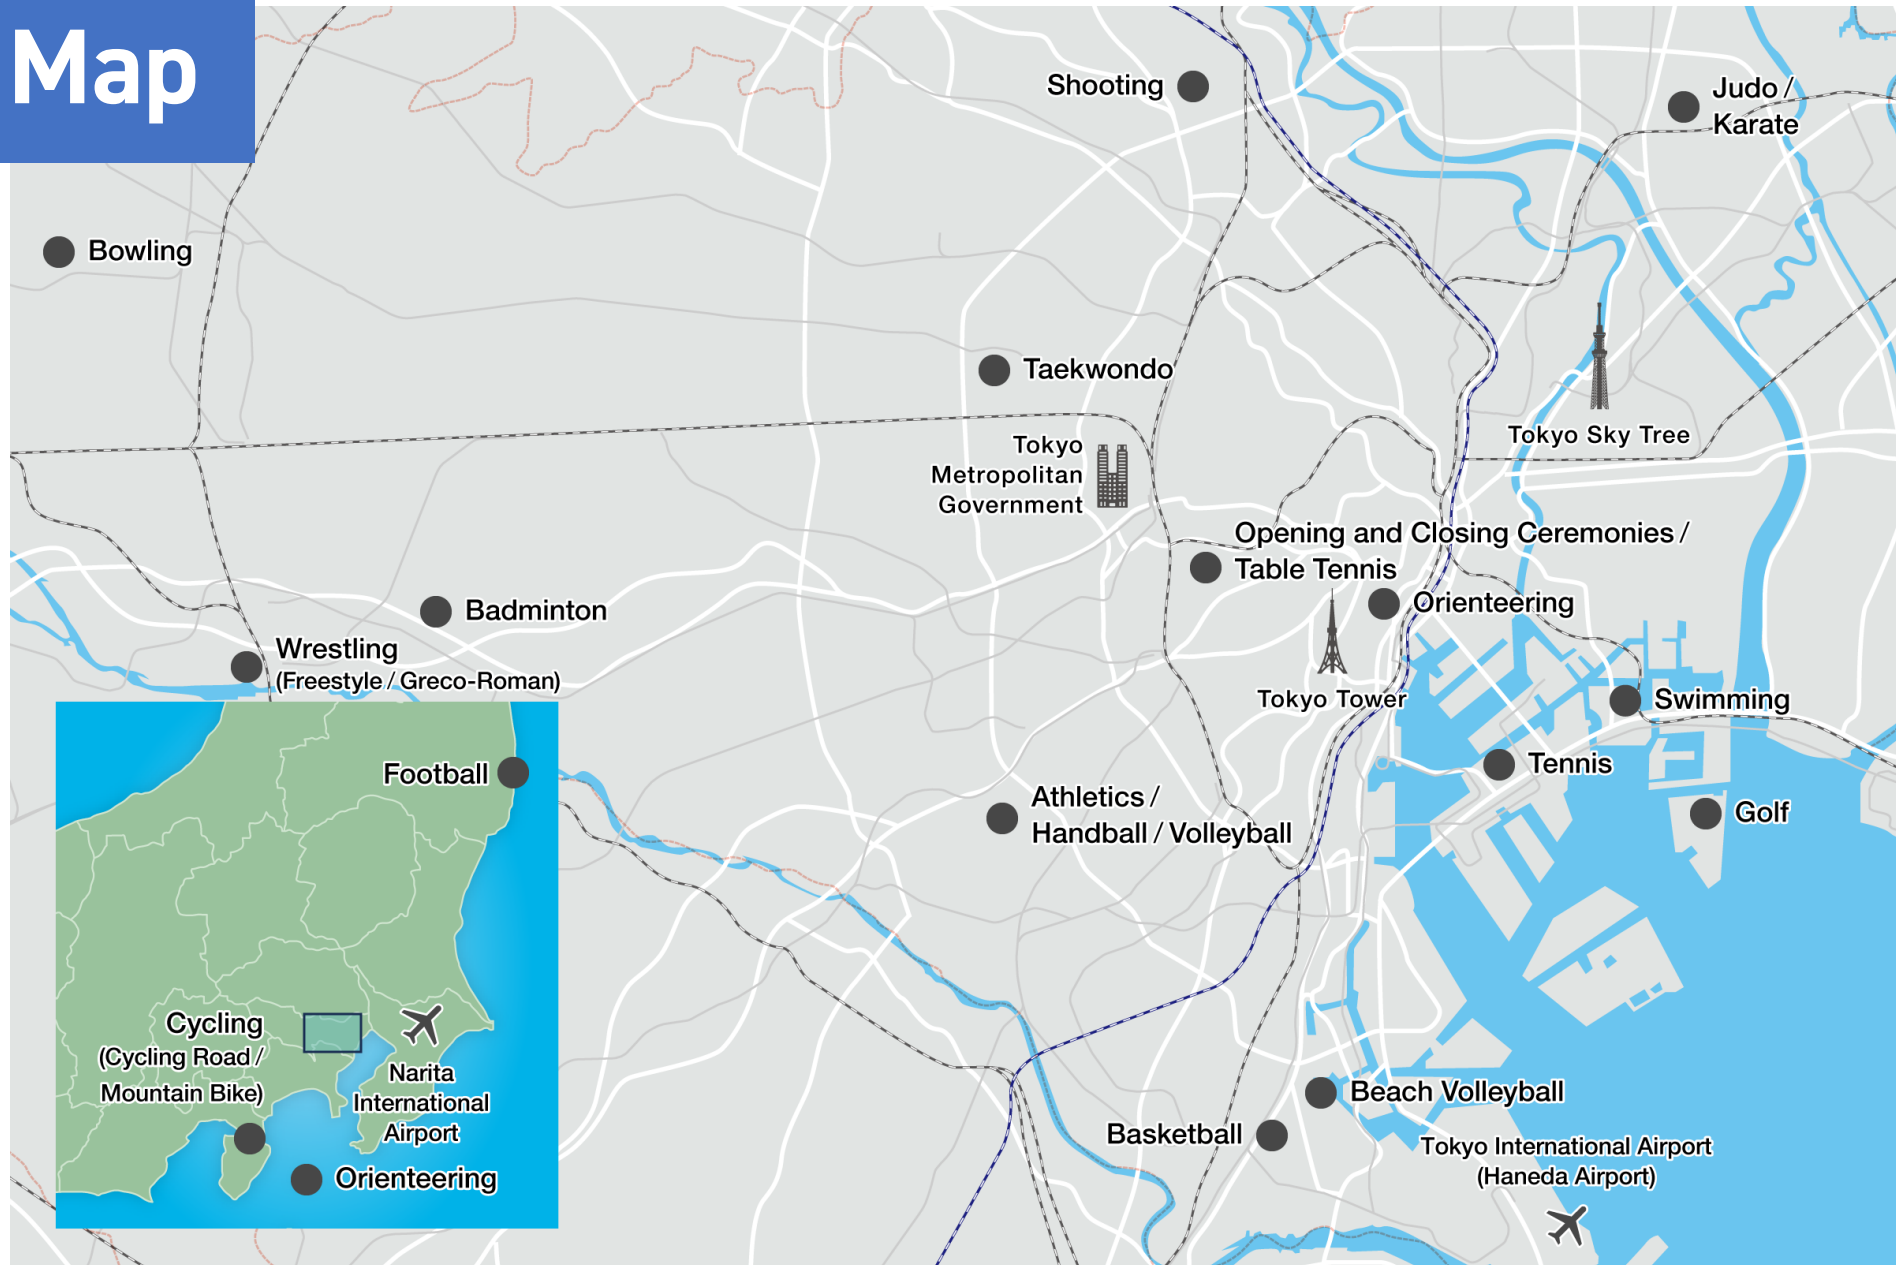 Map
Shooting
Judo /
Karate
Bowling
Taekwondo
Tokyo
Metropolitan
Government
Tokyo Sky Tree
Opening and Closing Ceremonies /
Table Tennis
Orienteering
Badminton
Wrestling
(Freestyle / Greco-Roman)
Tokyo Tower
Swimming
Tennis
Golf
Football
Athletics /
Handball / Volleyball
Cycling
(Cycling Road /
Mountain Bike)
Narita
International
Airport
Orienteering
Beach Volleyball
Basketball
Tokyo International Airport
(Haneda Airport)